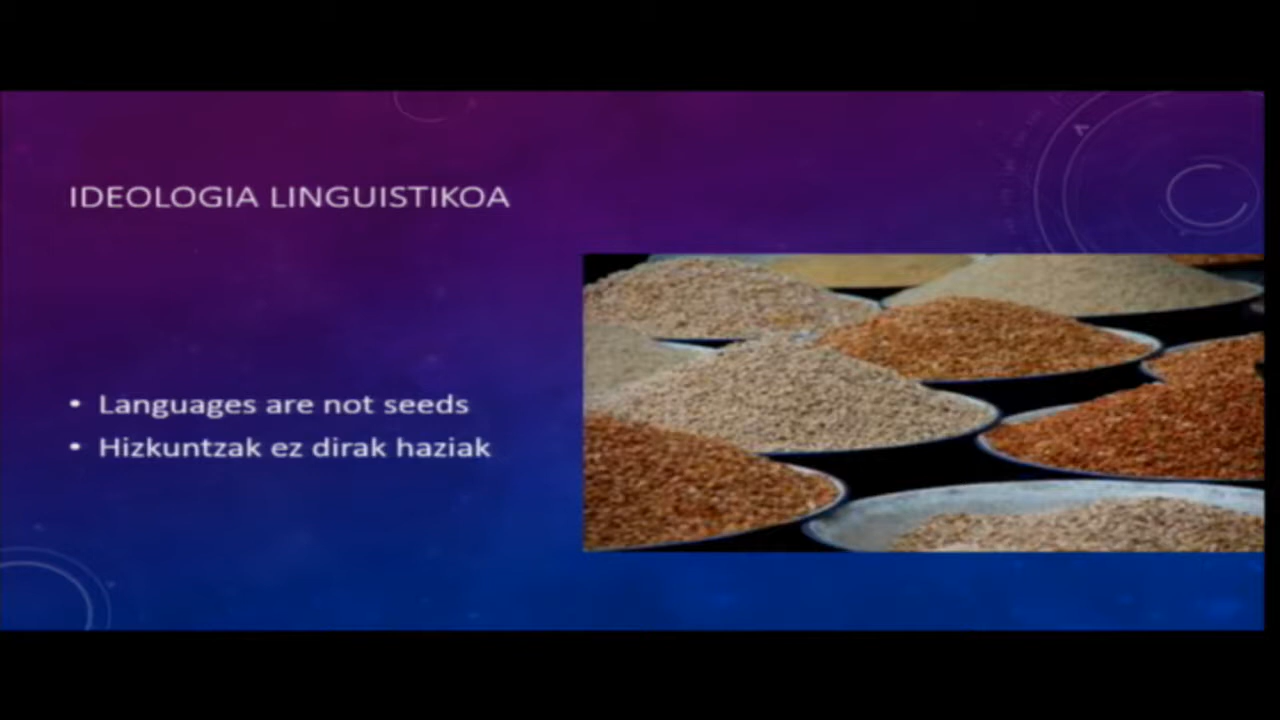 IDEOLOGIA LINGUISTIKOA
• Languages are not seeds
• Hizkuntzak ez dirak haziak